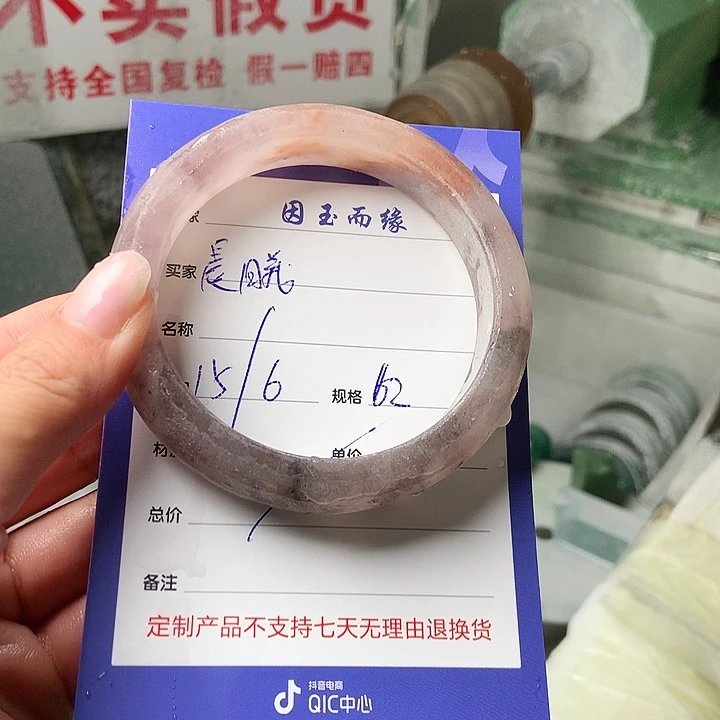 不卖假货
支持全国复检 假一赔四
家 因玉而缘
买家 晨曦
名称
15/6 规格 62
材 单价
总价
备注
定制产品不支持七天无理由退换货
抖音电商
QIC中心